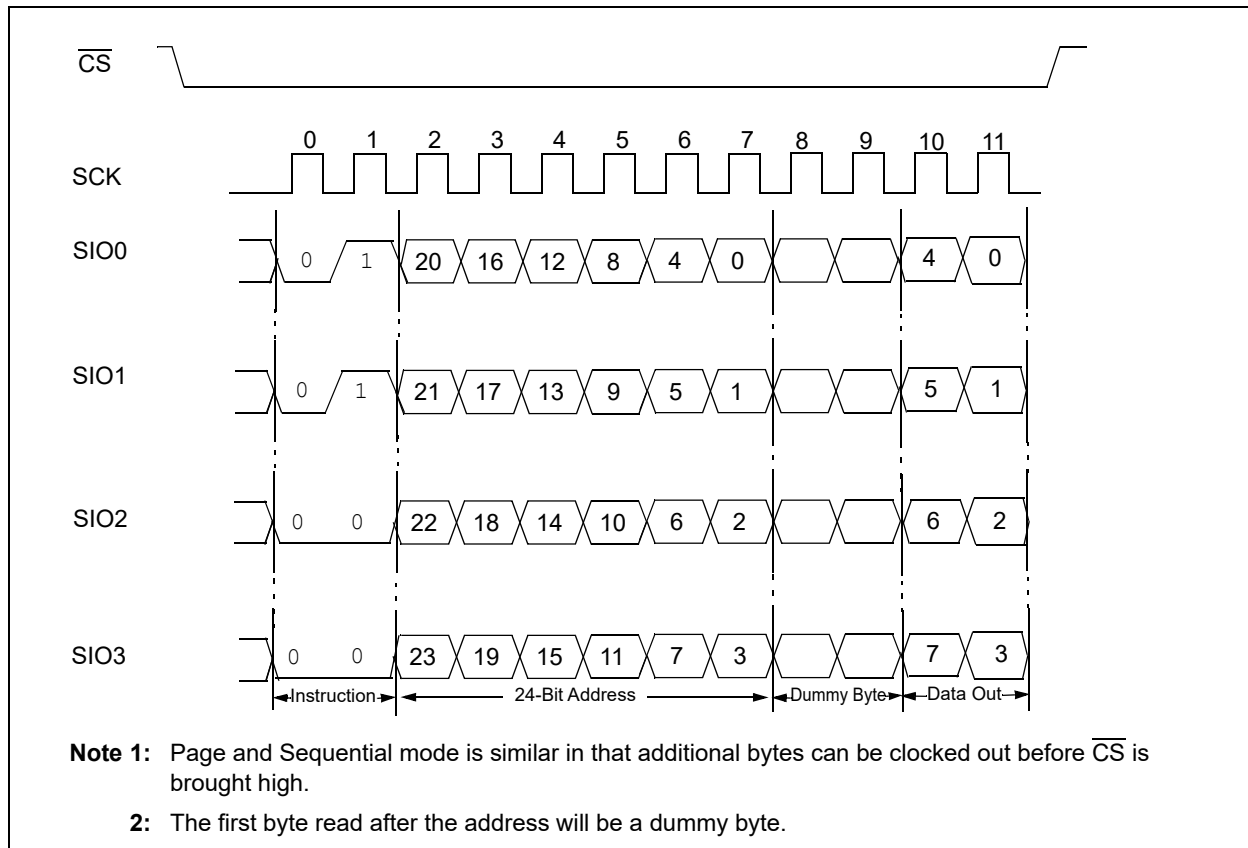 CS
0 1 2 3 4 5 6 7 8 9 10 11
SCK
SIO0 0 1 20 16 12 8 4 0 4 0
SIO1 0 1 21 17 13 9 5 1 5 1
SIO2 0 0 22 18 14 10 6 2 6 2
SIO3 0 0 23 19 15 11 7 3 7 3
Instruction 24-Bit Address Dummy Byte Data Out
Note 1: Page and Sequential mode is similar in that additional bytes can be clocked out before CS is
brought high.
2: The first byte read after the address will be a dummy byte.